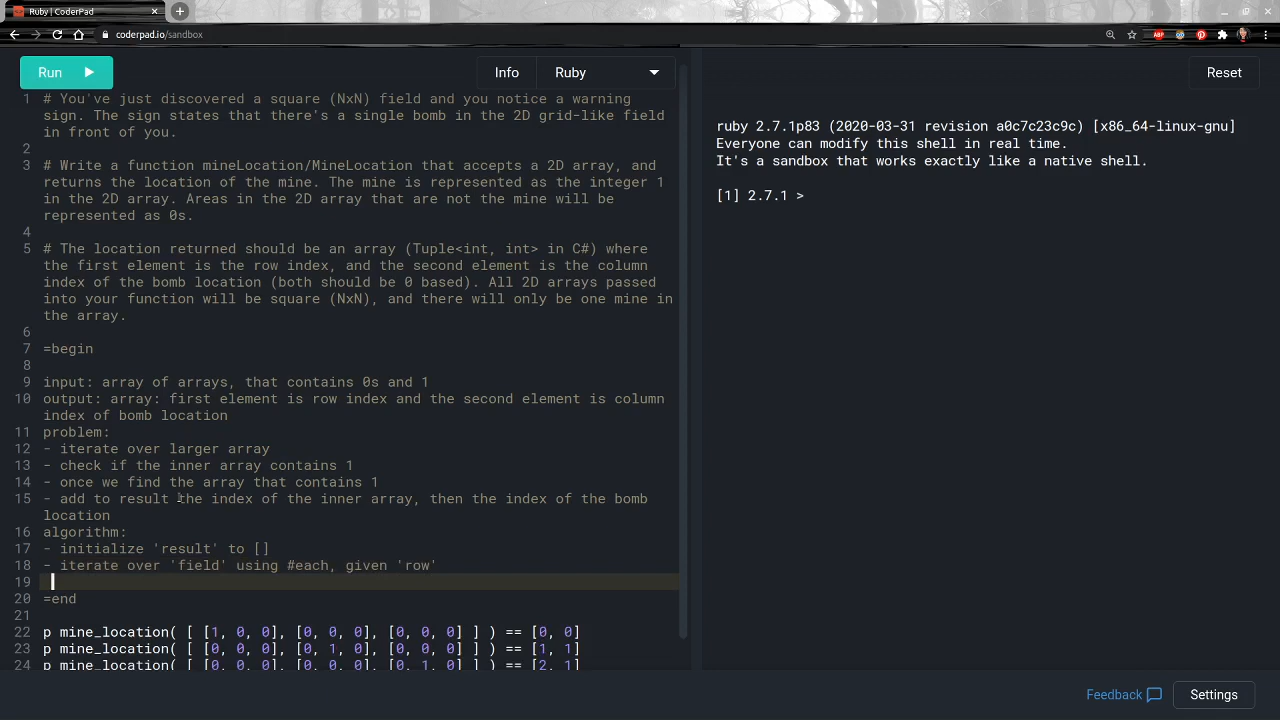 Ruby | CoderPad
coderpad.io/sandbox
Run
Info
Ruby
Reset
1 # You've just discovered a square (NxN) field and you notice a warning
sign. The sign states that there's a single bomb in the 2D grid-like field
in front of you.
2
3 # Write a function mineLocation/MineLocation that accepts a 2D array, and
returns the location of the mine. The mine is represented as the integer 1
in the 2D array. Areas in the 2D array that are not the mine will be
represented as 0s.
4
5 # The location returned should be an array (Tuple<int, int> in C#) where
the first element is the row index, and the second element is the column
index of the bomb location (both should be 0 based). All 2D arrays passed
into your function will be square (NxN), and there will only be one mine in
the array.
6
7 =begin
8
9 input: array of arrays, that contains 0s and 1
10 output: array: first element is row index and the second element is column
index of bomb location
11 problem:
12 - iterate over larger array
13 - check if the inner array contains 1
14 - once we find the array that contains 1
15 - add to result the index of the inner array, then the index of the bomb
location
16 algorithm:
17 - initialize 'result' to []
18 - iterate over 'field' using #each, given 'row'
19
20 =end
21
22 p mine_location( [ [1, 0, 0], [0, 0, 0], [0, 0, 0] ] ) == [0, 0]
23 p mine_location( [ [0, 0, 0], [0, 1, 0], [0, 0, 0] ] ) == [1, 1]
24 p mine_location( [ [0, 0, 0], [0, 0, 0], [0, 1, 0] ] ) == [2, 1]
ruby 2.7.1p83 (2020-03-31 revision a0c7c23c9c) [x86_64-linux-gnu]
Everyone can modify this shell in real time.
It's a sandbox that works exactly like a native shell.
[1] 2.7.1 >
Feedback
Settings
ABP